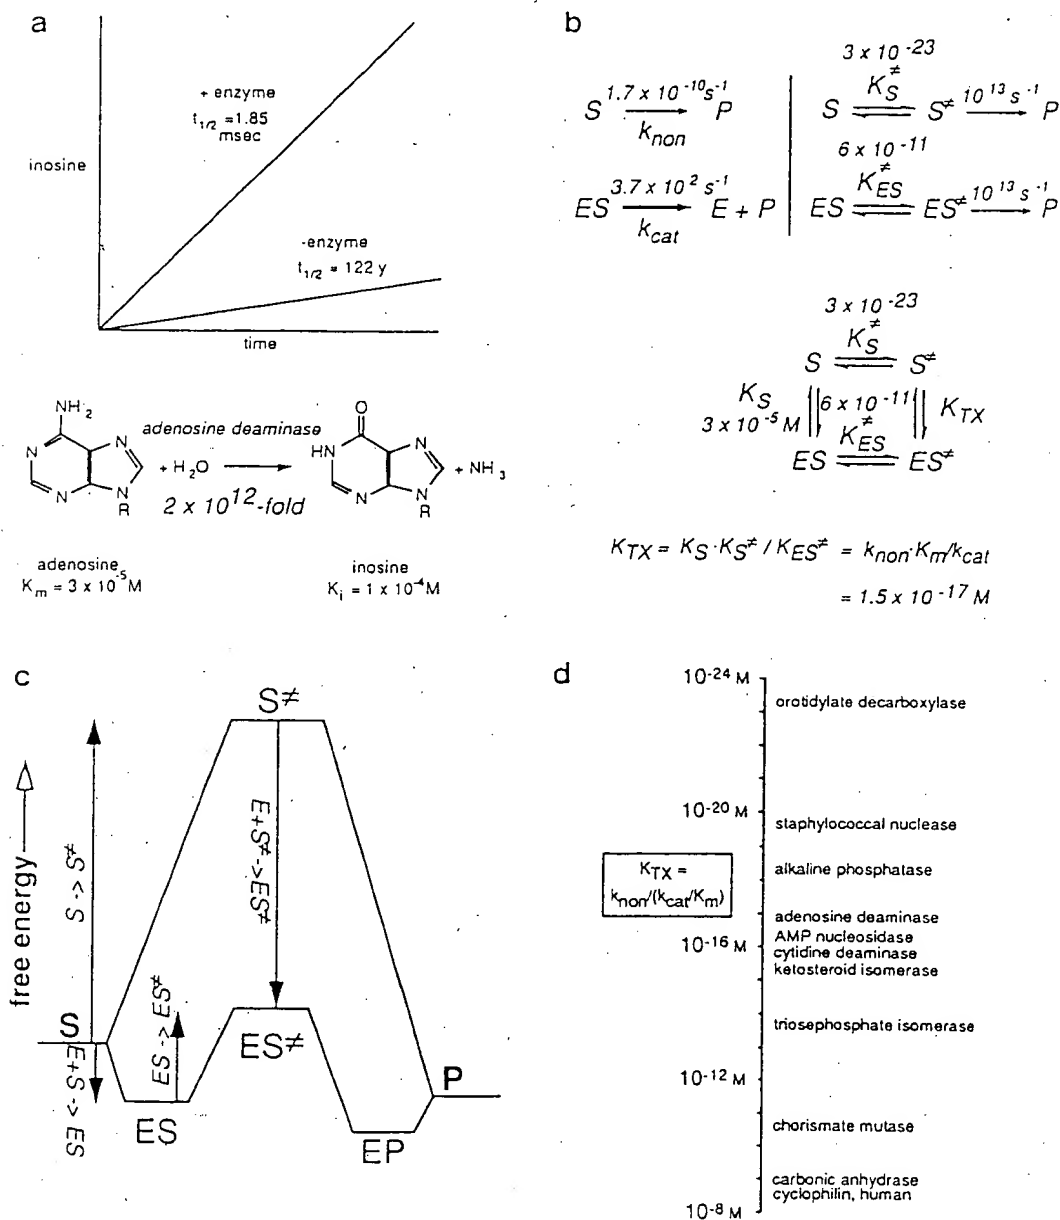 a
+ enzyme
t1/2 = 1.85
msec
inosine
-enzyme
t1/2 = 122 y
time
NH2
N
N
N
N
R
adenosine deaminase
+ H2O
2 x 10^12-fold
O
HN
N
N
N
R
+ NH3
adenosine
Km = 3 x 10^-5 M
inosine
Ki = 1 x 10^-4 M
b
S 1.7 x 10^-10 s^-1 P
knon
ES 3.7 x 10^2 s^-1 E + P
kcat
3 x 10^-23
KS≠
S S≠ 10^13 s^-1 P
6 x 10^-11
KES≠
ES ES≠ 10^13 s^-1 P
3 x 10^-23
KS≠
S S≠
KS
3 x 10^-5 M
6 x 10^-11
KES≠
KTX
ES ES≠
KTX = KS·KS≠ / KES≠ = knon·Km/kcat
= 1.5 x 10^-17 M
c
free energy
S≠
S -> S≠
E+S≠->ES≠
S
E+S -> ES
ES -> ES≠
ES≠
ES
P
EP
d
10^-24 M
orotidylate decarboxylase
10^-20 M
staphylococcal nuclease
KTX =
knon/(kcat/Km)
alkaline phosphatase
adenosine deaminase
AMP nucleosidase
10^-16 M
cytidine deaminase
ketosteroid isomerase
triosephosphate isomerase
10^-12 M
chorismate mutase
carbonic anhydrase
cyclophilin, human
10^-8 M